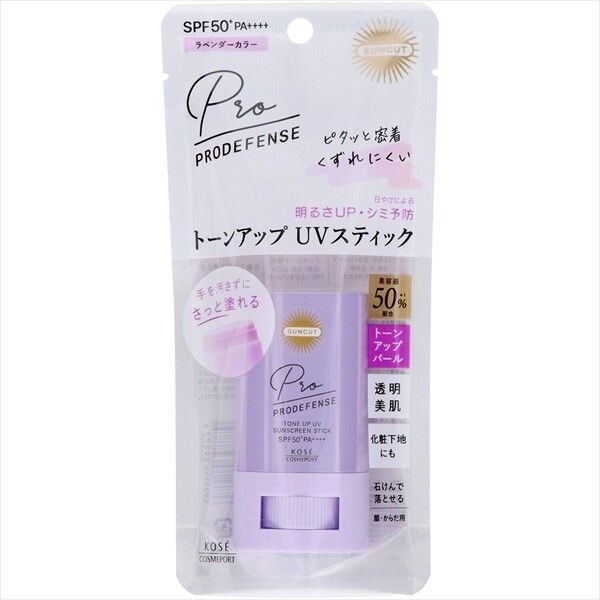 SPF50+ PA++++
ラベンダーカラー
SUNCUT
Pro
PRODEFENSE
ピタッと密着
くずれにくい
日やけによる
明るさUP・シミ予防
トーンアップ UVスティック
手を汚さずに
さっと塗れる
美容液
50%*1
配合
トーン
アップ
パール
透明
美肌
化粧下地
にも
石けんで
落とせる
顔・からだ用
SUNCUT
Pro
PRODEFENSE
TONE UP UV
SUNSCREEN STICK
SPF50+ PA++++
KOSÉ
COSMEPORT
KOSÉ
COSMEPORT